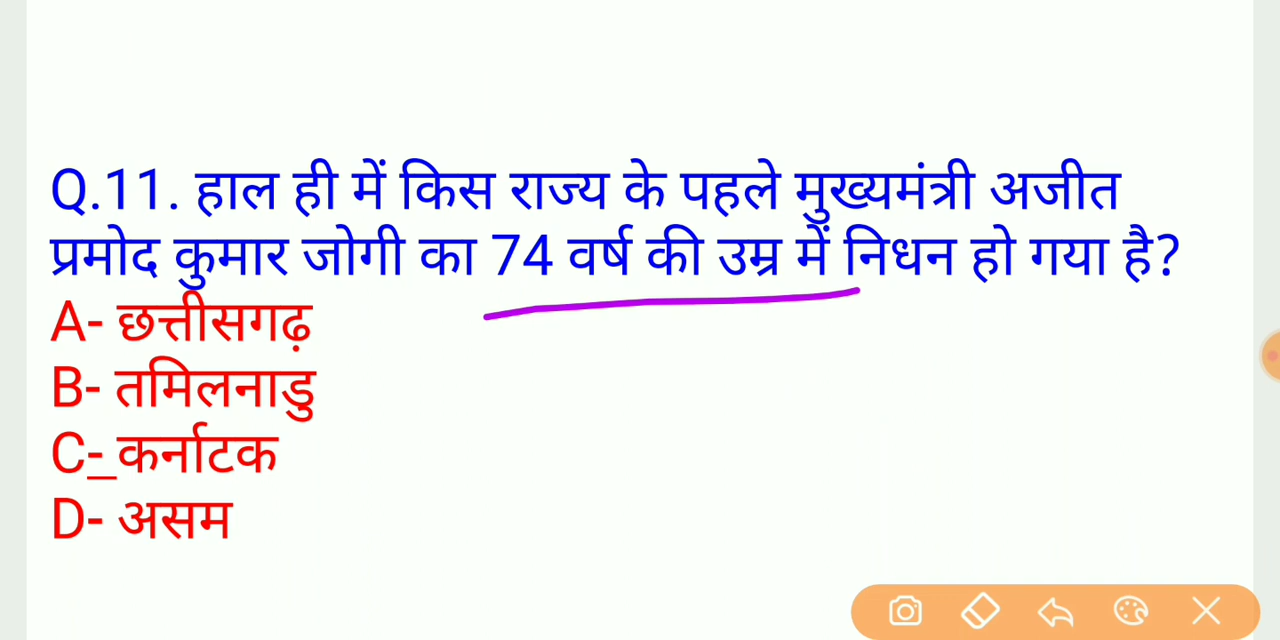 Q.11. हाल ही में किस राज्य के पहले मुख्यमंत्री अजीत
प्रमोद कुमार जोगी का 74 वर्ष की उम्र में निधन हो गया है?
A- छत्तीसगढ़
B- तमिलनाडु
C-_कर्नाटक
D- असम